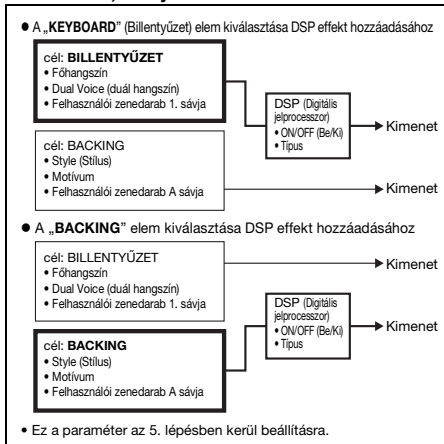 ● A „KEYBOARD” (Billentyűzet) elem kiválasztása DSP effekt hozzáadásához
cél: BILLENTYŰZET
• Főhangszín
• Dual Voice (duál hangszín)
• Felhasználói zenedarab 1. sávja
DSP (Digitális
jelprocesszor)
• ON/OFF (Be/Ki)
• Típus
Kimenet
cél: BACKING
• Style (Stílus)
• Motívum
• Felhasználói zenedarab A sávja
Kimenet
● A „BACKING” elem kiválasztása DSP effekt hozzáadásához
cél: BILLENTYŰZET
• Főhangszín
• Dual Voice (duál hangszín)
• Felhasználói zenedarab 1. sávja
Kimenet
DSP (Digitális
jelprocesszor)
• ON/OFF (Be/Ki)
• Típus
Kimenet
cél: BACKING
• Style (Stílus)
• Motívum
• Felhasználói zenedarab A sávja
• Ez a paraméter az 5. lépésben kerül beállításra.